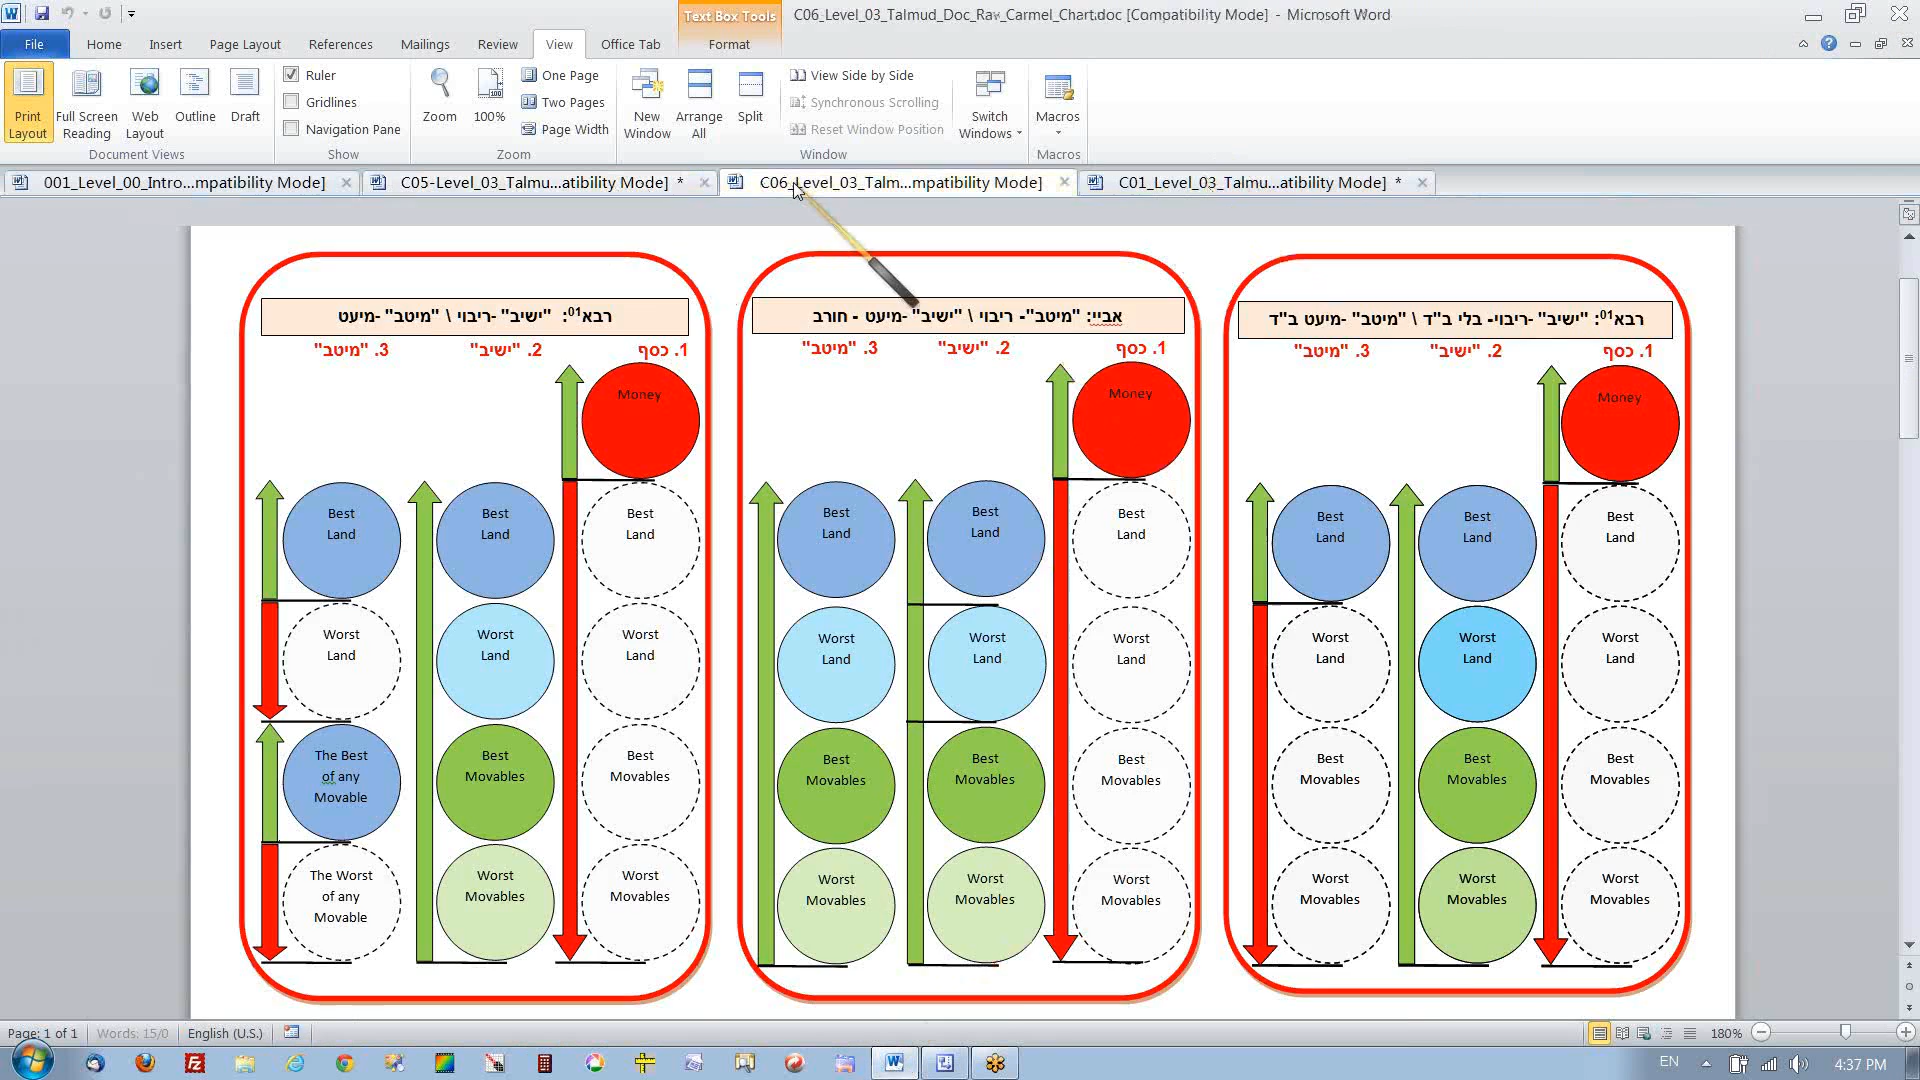 Text Box Tools
C06_Level_03_Talmud_Doc_Rav_Carmel_Chart.doc [Compatibility Mode] - Microsoft Word
File Home Insert Page Layout References Mailings Review View Office Tab Format
Print Layout
Full Screen Reading
Web Layout
Outline
Draft
Document Views
Ruler
Gridlines
Navigation Pane
Show
Zoom
100%
One Page
Two Pages
Page Width
Zoom
New Window
Arrange All
Split
View Side by Side
Synchronous Scrolling
Reset Window Position
Window
Switch Windows
Macros
Macros
001_Level_00_Intro...mpatibility Mode]
C05-Level_03_Talmu...atibility Mode] *
C06_Level_03_Talm...mpatibility Mode]
C01_Level_03_Talmu...atibility Mode] *
רבא01: "ישיב" -ריבוי \ "מיטב" -מיעט
1. כסף
2. "ישיב"
3. "מיטב"
Money
Best Land
Best Land
Best Land
Worst Land
Worst Land
Worst Land
The Best of any Movable
Best Movables
Best Movables
The Worst of any Movable
Worst Movables
Worst Movables
אביי: "מיטב"- ריבוי \ "ישיב" -מיעט - חורב
1. כסף
2. "ישיב"
3. "מיטב"
Money
Best Land
Best Land
Best Land
Worst Land
Worst Land
Worst Land
Best Movables
Best Movables
Best Movables
Worst Movables
Worst Movables
Worst Movables
רבא01: "ישיב" -ריבוי- בלי ב"ד \ "מיטב" -מיעט ב"ד
1. כסף
2. "ישיב"
3. "מיטב"
Money
Best Land
Best Land
Best Land
Worst Land
Worst Land
Worst Land
Best Movables
Best Movables
Best Movables
Worst Movables
Worst Movables
Worst Movables
Page: 1 of 1
Words: 15/0
English (U.S.)
180%
EN
4:37 PM